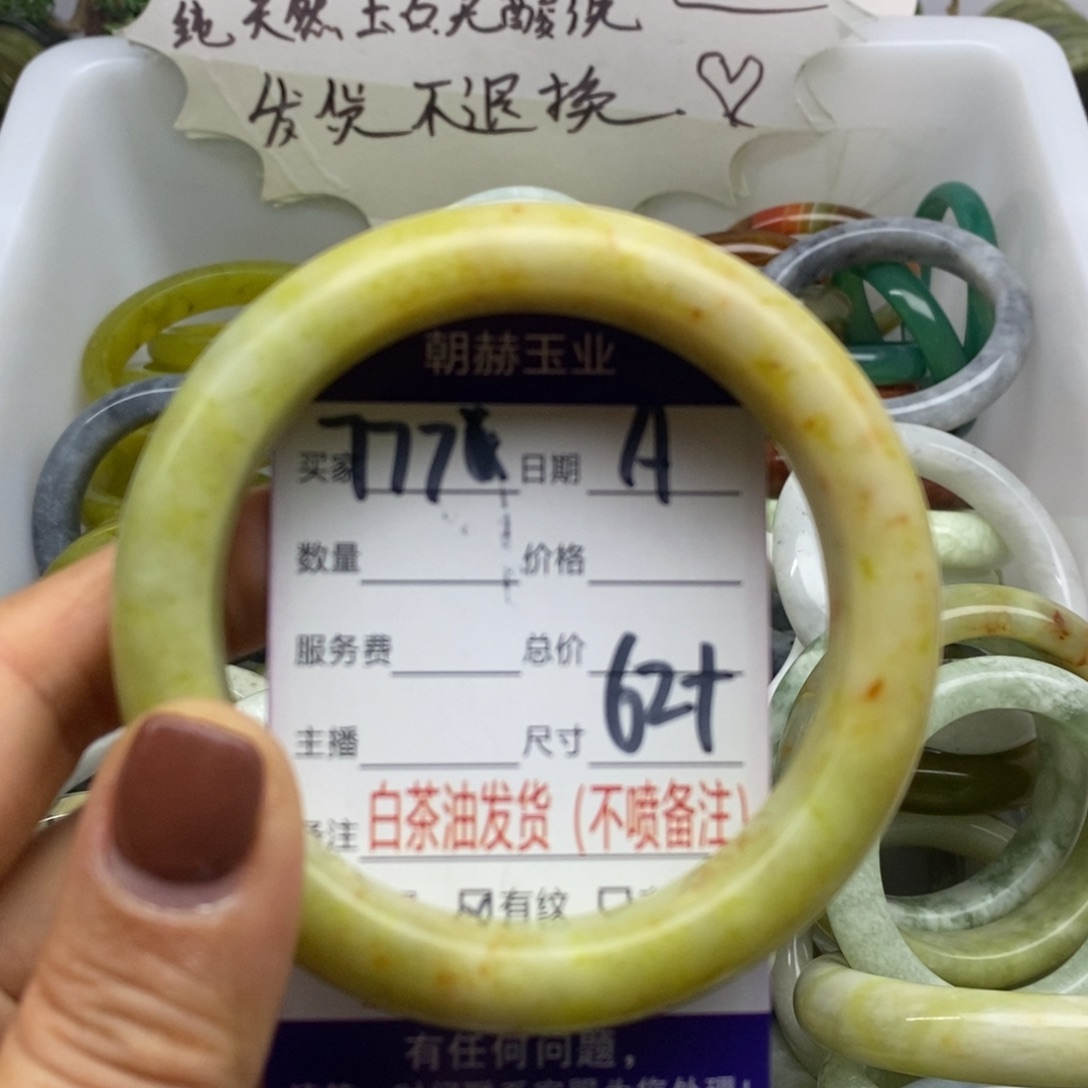 纯天然玉石无酸洗
发货不退换.♡
朝赫玉业
买家 777 日期 A
数量 价格
服务费 总价
主播 尺寸 62+
备注 白茶油发货（不喷备注）
☑有纹
有任何问题，